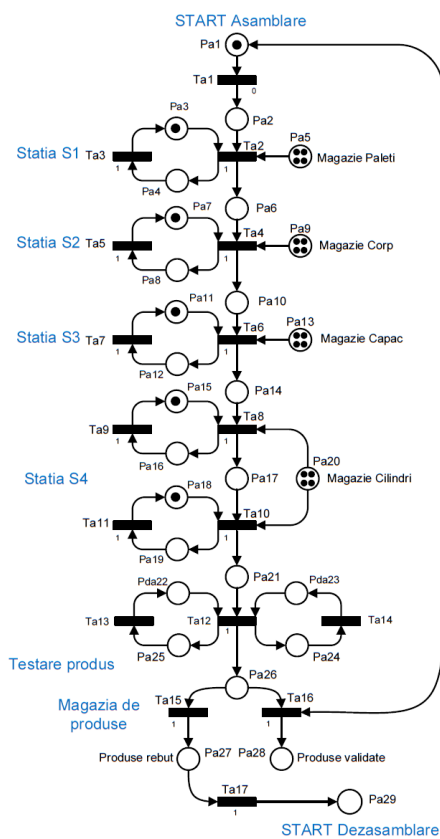 START Asamblare
Pa1
Ta1
0
Pa2
Pa3
Pa5
Statia S1
Ta3
Ta2
Magazie Paleti
1
1
Pa4
Pa6
Pa7
Pa9
Statia S2
Ta5
Ta4
Magazie Corp
1
1
Pa8
Pa10
Pa11
Pa13
Statia S3
Ta7
Ta6
Magazie Capac
1
1
Pa12
Pa14
Pa15
Ta9
Ta8
1
1
Pa16
Pa20
Statia S4
Pa17
Magazie Cilindri
Pa18
Ta11
Ta10
1
1
Pa19
Pa21
Pda22
Pda23
Ta13
Ta12
Ta14
1
1
1
Pa25
Pa24
Testare produs
Pa26
Magazia de
produse
Ta15
Ta16
1
1
Produse rebut
Pa27
Pa28
Produse validate
Ta17
1
Pa29
START Dezasamblare